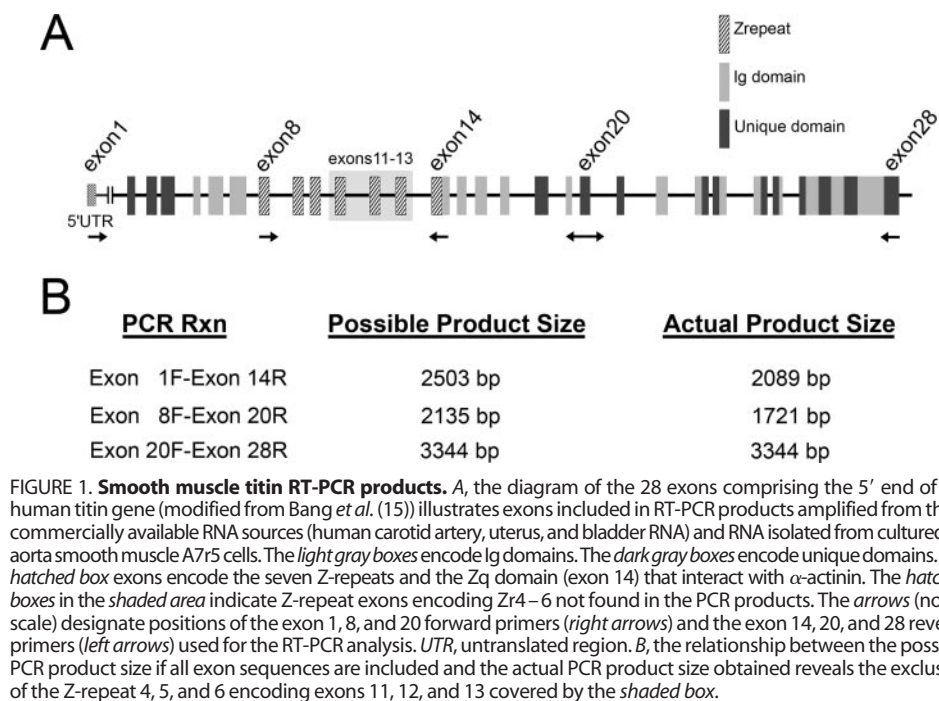 A
Zrepeat
Ig domain
Unique domain
exon1
exon8
exons11-13
exon14
exon20
exon28
5'UTR
B
PCR Rxn Possible Product Size Actual Product Size
Exon 1F-Exon 14R 2503 bp 2089 bp
Exon 8F-Exon 20R 2135 bp 1721 bp
Exon 20F-Exon 28R 3344 bp 3344 bp
FIGURE 1. Smooth muscle titin RT-PCR products. A, the diagram of the 28 exons comprising the 5′ end of
human titin gene (modified from Bang et al. (15)) illustrates exons included in RT-PCR products amplified from th
commercially available RNA sources (human carotid artery, uterus, and bladder RNA) and RNA isolated from cultured
aorta smooth muscle A7r5 cells. The light gray boxes encode Ig domains. The dark gray boxes encode unique domains.
hatched box exons encode the seven Z-repeats and the Zq domain (exon 14) that interact with α-actinin. The hatc
boxes in the shaded area indicate Z-repeat exons encoding Zr4–6 not found in the PCR products. The arrows (no
scale) designate positions of the exon 1, 8, and 20 forward primers (right arrows) and the exon 14, 20, and 28 reve
primers (left arrows) used for the RT-PCR analysis. UTR, untranslated region. B, the relationship between the poss
PCR product size if all exon sequences are included and the actual PCR product size obtained reveals the exclus
of the Z-repeat 4, 5, and 6 encoding exons 11, 12, and 13 covered by the shaded box.